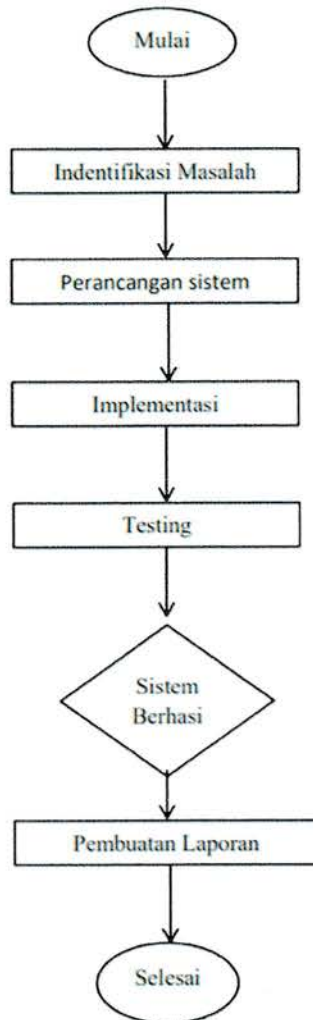 Mulai
Indentifikasi Masalah
Perancangan sistem
Implementasi
Testing
Sistem
Berhasi
Pembuatan Laporan
Selesai